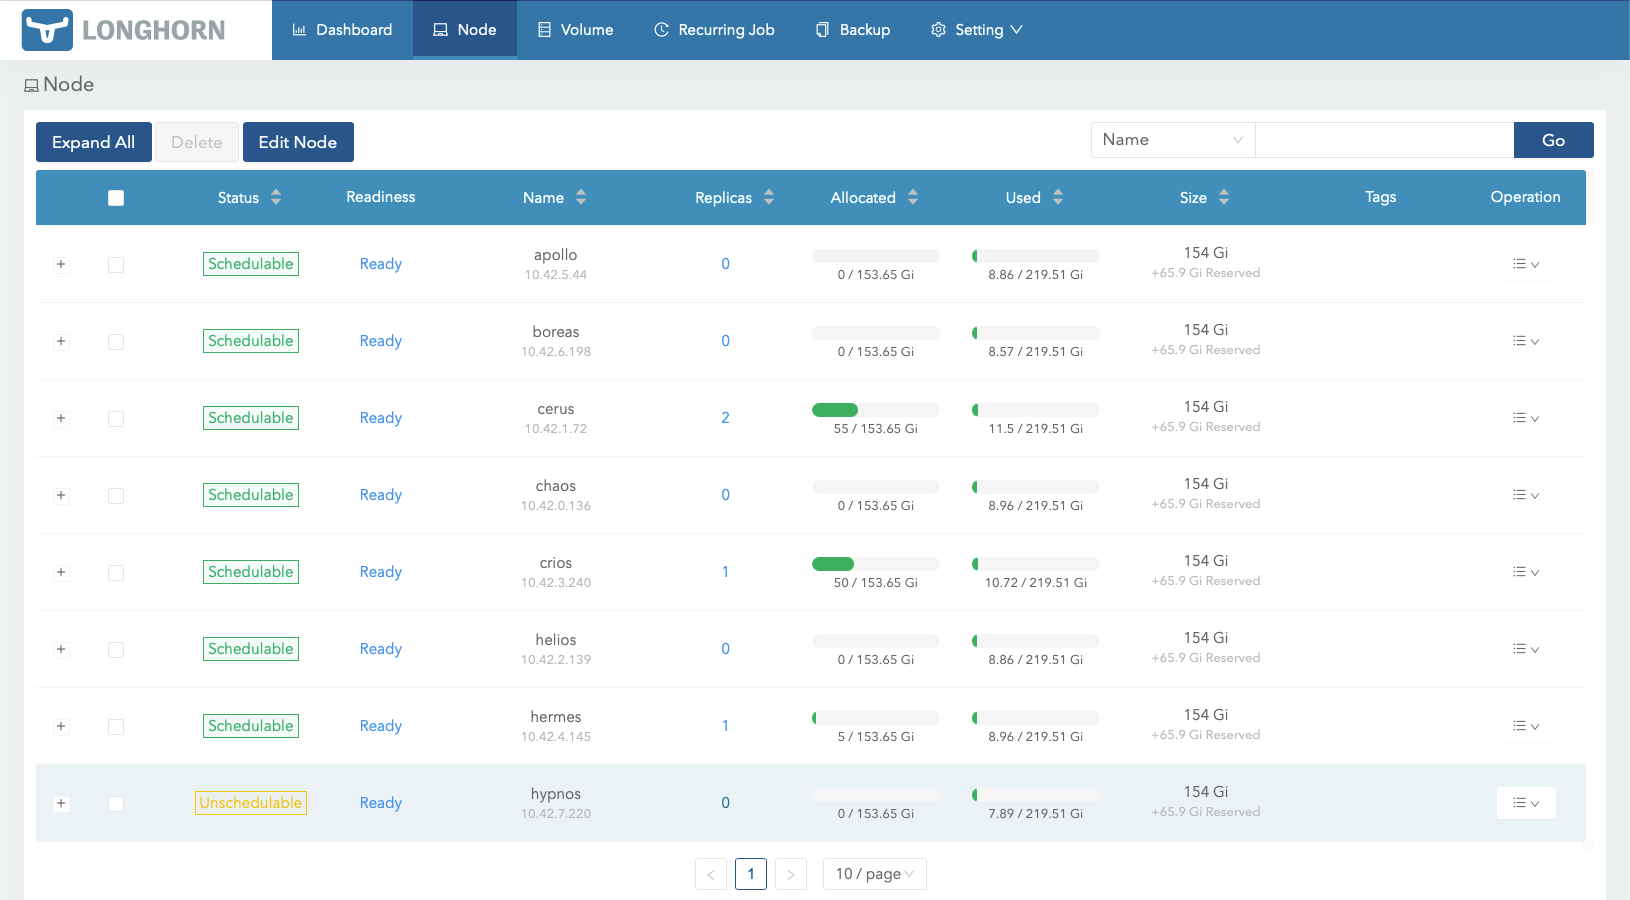 LONGHORN Dashboard Node Volume Recurring Job Backup Setting
Node
Expand All Delete Edit Node Name Go
Status Readiness Name Replicas Allocated Used Size Tags Operation
Schedulable Ready apollo 0 154 Gi
10.42.5.44 0 / 153.65 Gi 8.86 / 219.51 Gi +65.9 Gi Reserved
Schedulable Ready boreas 0 154 Gi
10.42.6.198 0 / 153.65 Gi 8.57 / 219.51 Gi +65.9 Gi Reserved
Schedulable Ready cerus 2 154 Gi
10.42.1.72 55 / 153.65 Gi 11.5 / 219.51 Gi +65.9 Gi Reserved
Schedulable Ready chaos 0 154 Gi
10.42.0.136 0 / 153.65 Gi 8.96 / 219.51 Gi +65.9 Gi Reserved
Schedulable Ready crios 1 154 Gi
10.42.3.240 50 / 153.65 Gi 10.72 / 219.51 Gi +65.9 Gi Reserved
Schedulable Ready helios 0 154 Gi
10.42.2.139 0 / 153.65 Gi 8.86 / 219.51 Gi +65.9 Gi Reserved
Schedulable Ready hermes 1 154 Gi
10.42.4.145 5 / 153.65 Gi 8.96 / 219.51 Gi +65.9 Gi Reserved
Unschedulable Ready hypnos 0 154 Gi
10.42.7.220 0 / 153.65 Gi 7.89 / 219.51 Gi +65.9 Gi Reserved
< 1 > 10 / page